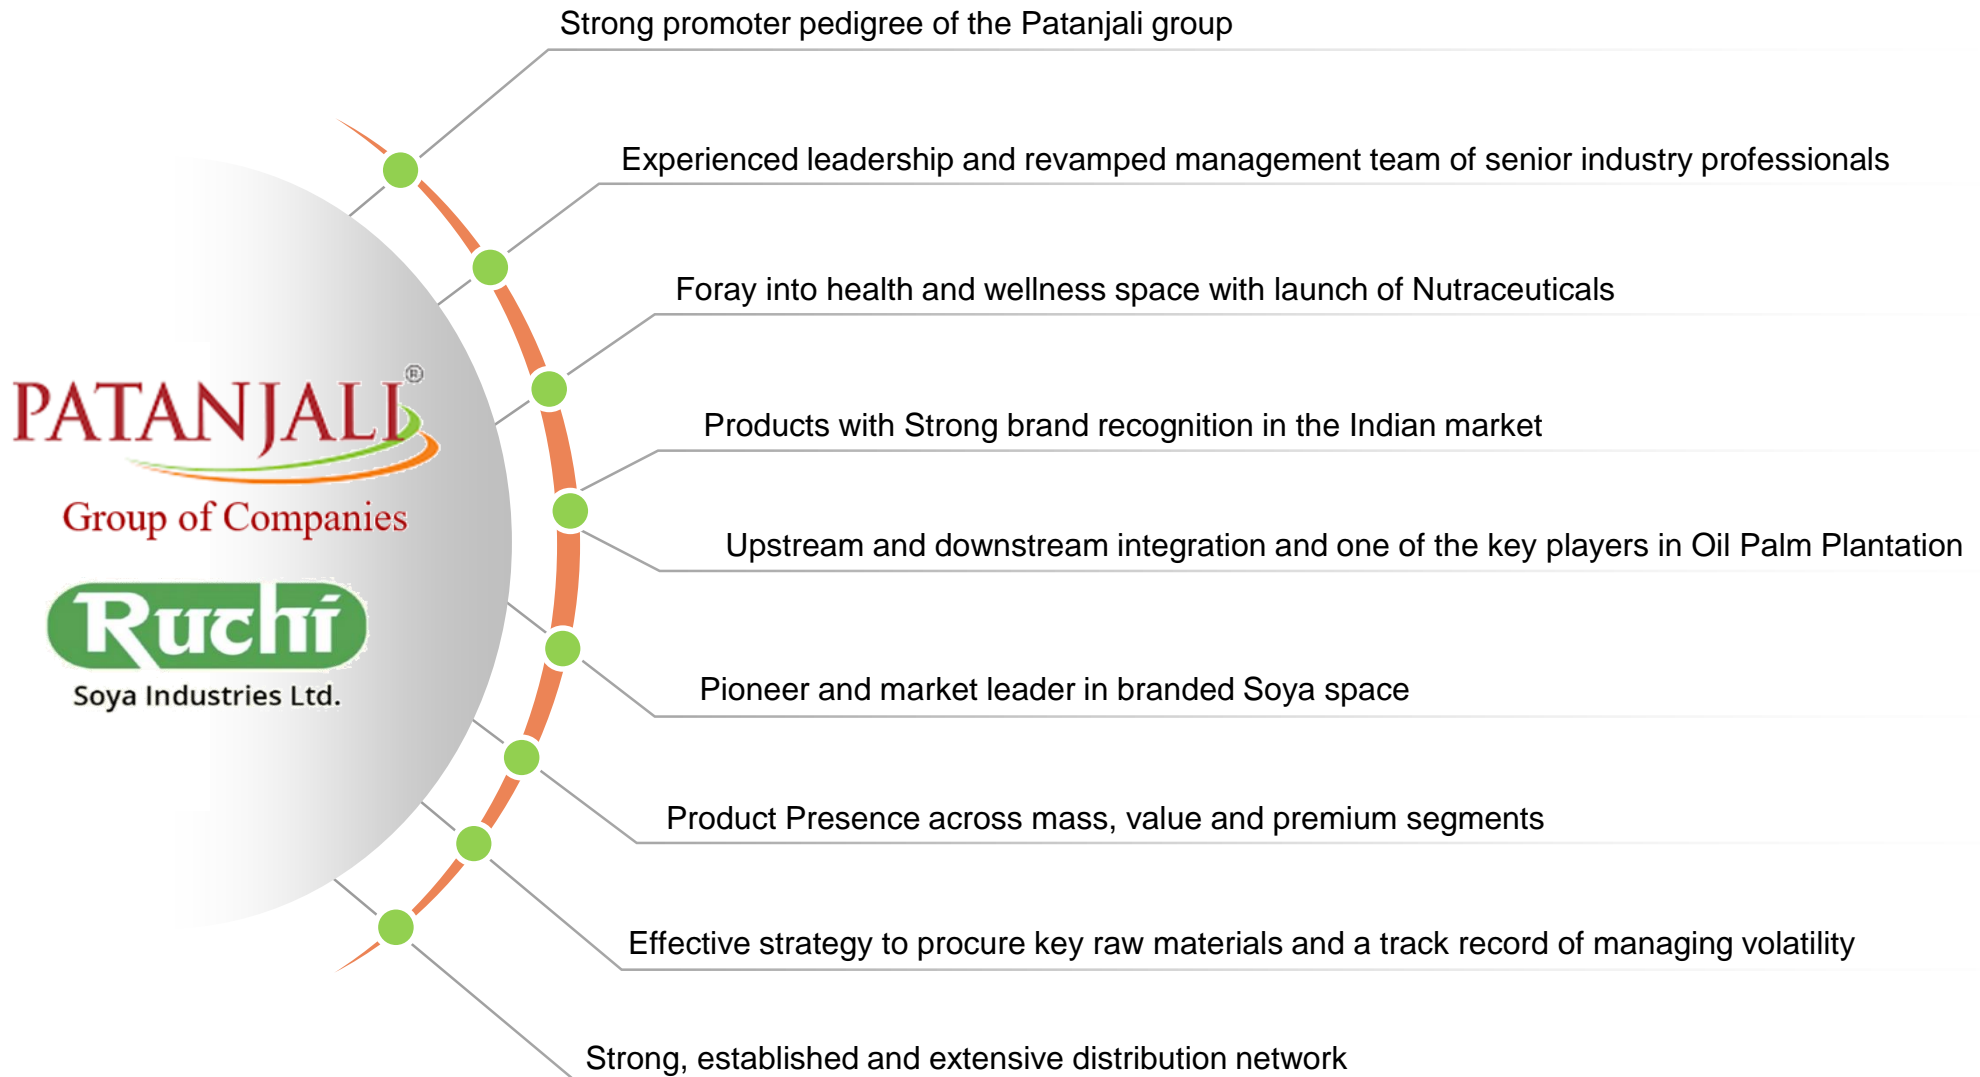 Strong promoter pedigree of the Patanjali group
Experienced leadership and revamped management team of senior industry professionals
Foray into health and wellness space with launch of Nutraceuticals
PATANJALI®
Group of Companies
Ruchi
Soya Industries Ltd.
Products with Strong brand recognition in the Indian market
Upstream and downstream integration and one of the key players in Oil Palm Plantation
Pioneer and market leader in branded Soya space
Product Presence across mass, value and premium segments
Effective strategy to procure key raw materials and a track record of managing volatility
Strong, established and extensive distribution network